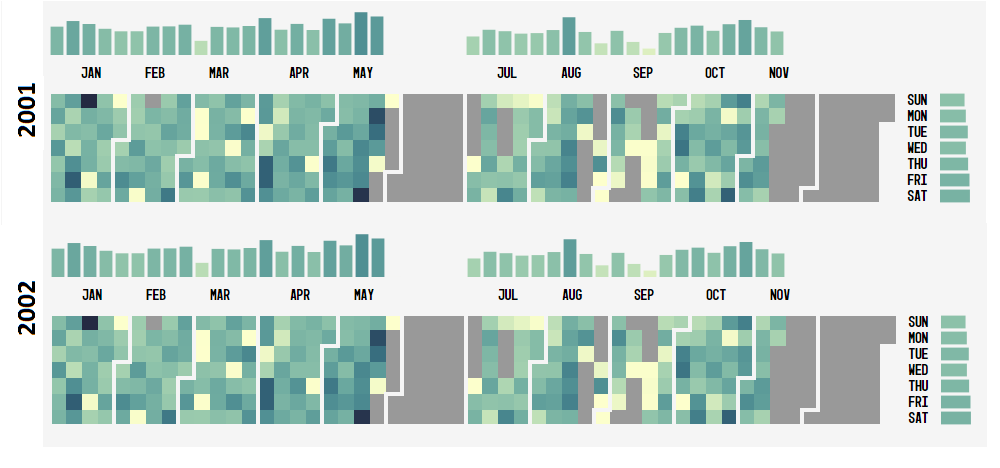 2001
JAN FEB MAR APR MAY JUL AUG SEP OCT NOV
SUN
MON
TUE
WED
THU
FRI
SAT
2002
JAN FEB MAR APR MAY JUL AUG SEP OCT NOV
SUN
MON
TUE
WED
THU
FRI
SAT